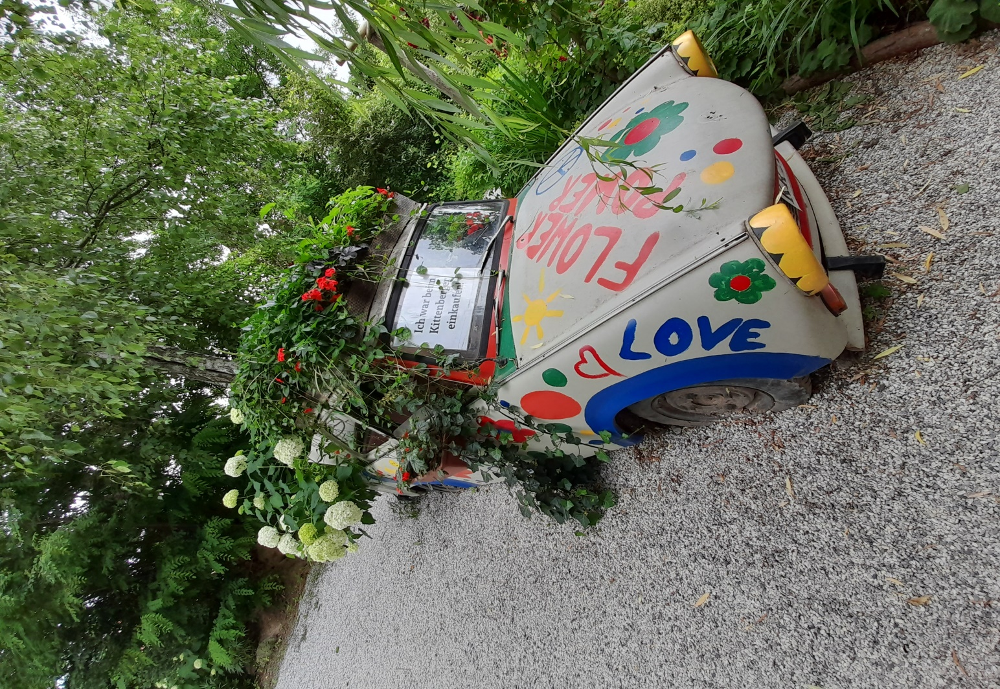 Ich war beim
Kittenberger
einkaufen
FLOWER
POWER
LOVE